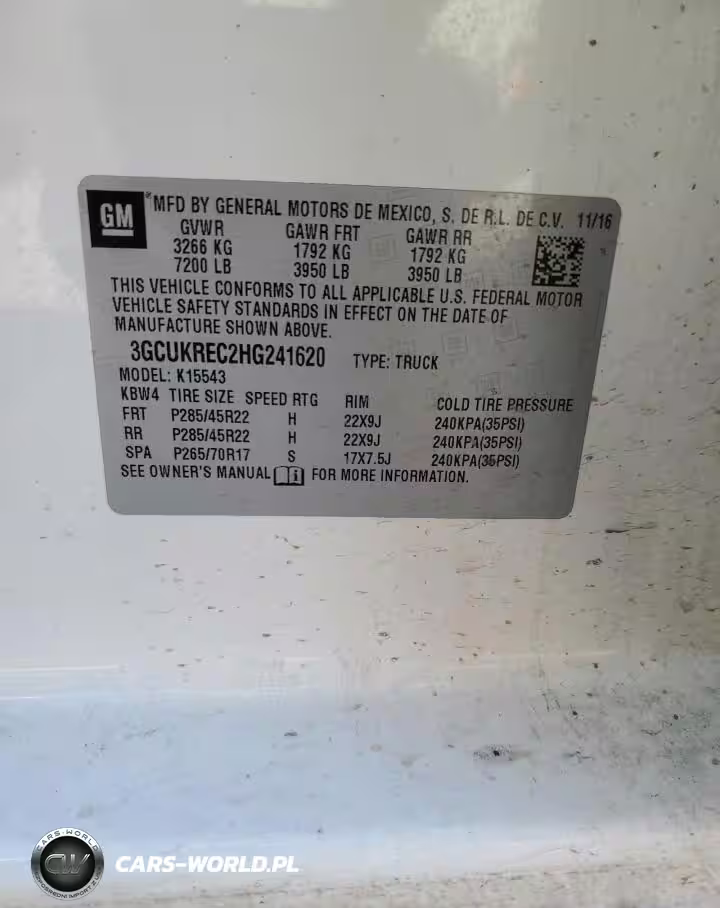 GM
*MFD BY GENERAL MOTORS DE MEXICO, S. DE R.L. DE C.V. 11/16
GVWR GAWR FRT GAWR RR
3266 KG 1792 KG 1792 KG
7200 LB 3950 LB 3950 LB
THIS VEHICLE CONFORMS TO ALL APPLICABLE U.S. FEDERAL MOTOR
VEHICLE SAFETY STANDARDS IN EFFECT ON THE DATE OF
MANUFACTURE SHOWN ABOVE.
3GCUKREC2HG241620 TYPE: TRUCK
MODEL: K15543
KBW4 TIRE SIZE SPEED RTG RIM COLD TIRE PRESSURE
FRT P285/45R22 H 22X9J 240KPA(35PSI)
RR P285/45R22 H 22X9J 240KPA(35PSI)
SPA P265/70R17 S 17X7.5J 240KPA(35PSI)
SEE OWNER'S MANUAL i FOR MORE INFORMATION.
CARS-WORLD
CW
CARS-WORLD.PL